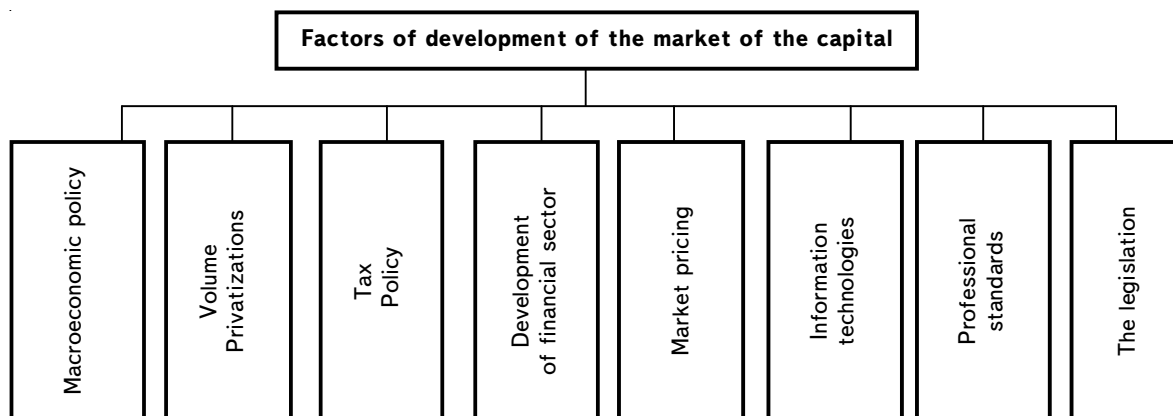 Factors of development of the market of the capital
Macroeconomic policy
Volume
Privatizations
Tax
Policy
Development
of financial sector
Market pricing
Information
technologies
Professional
standards
The legislation